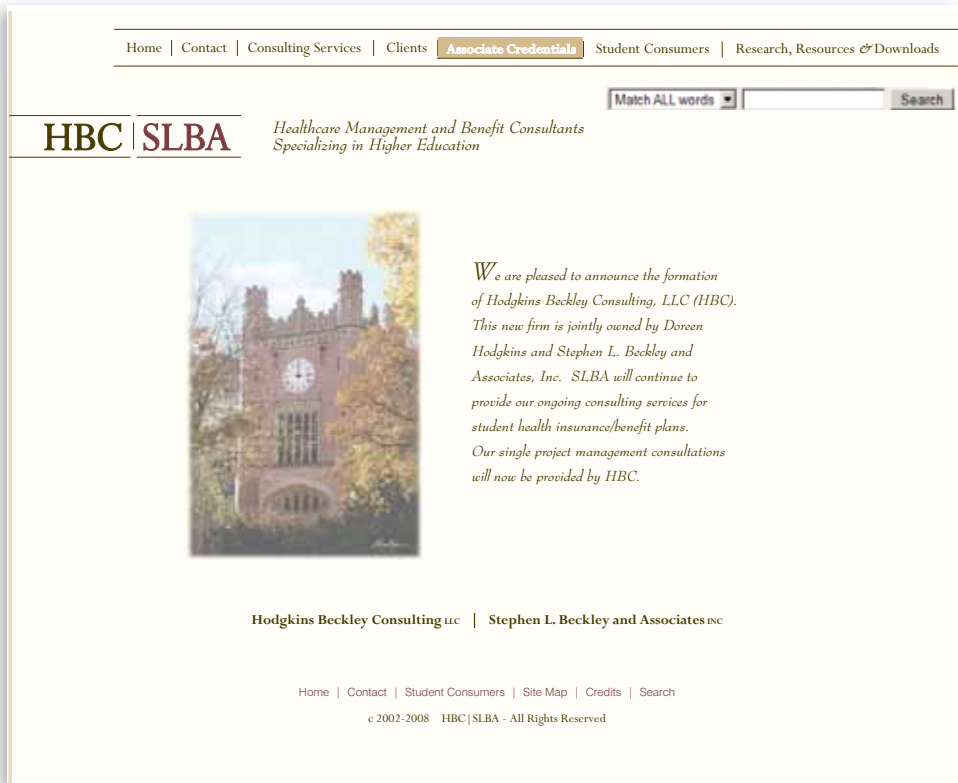 Home | Contact | Consulting Services | Clients | Associate Credentials | Student Consumers | Research, Resources & Downloads
Match ALL words Search
HBC | SLBA
Healthcare Management and Benefit Consultants
Specializing in Higher Education
We are pleased to announce the formation
of Hodgkins Beckley Consulting, LLC (HBC).
This new firm is jointly owned by Doreen
Hodgkins and Stephen L. Beckley and
Associates, Inc. SLBA will continue to
provide our ongoing consulting services for
student health insurance/benefit plans.
Our single project management consultations
will now be provided by HBC.
Hodgkins Beckley Consulting LLC | Stephen L. Beckley and Associates INC
Home | Contact | Student Consumers | Site Map | Credits | Search
c 2002-2008 HBC|SLBA - All Rights Reserved